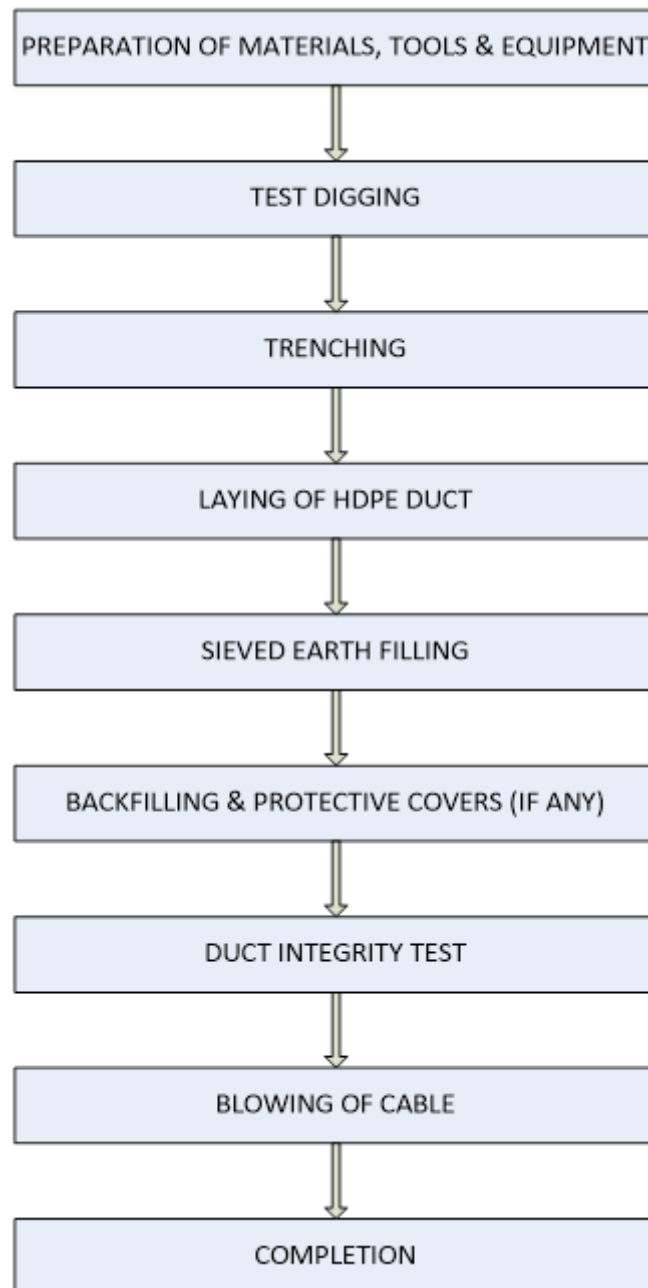 PREPARATION OF MATERIALS, TOOLS & EQUIPMENT
TEST DIGGING
TRENCHING
LAYING OF HDPE DUCT
SIEVED EARTH FILLING
BACKFILLING & PROTECTIVE COVERS (IF ANY)
DUCT INTEGRITY TEST
BLOWING OF CABLE
COMPLETION